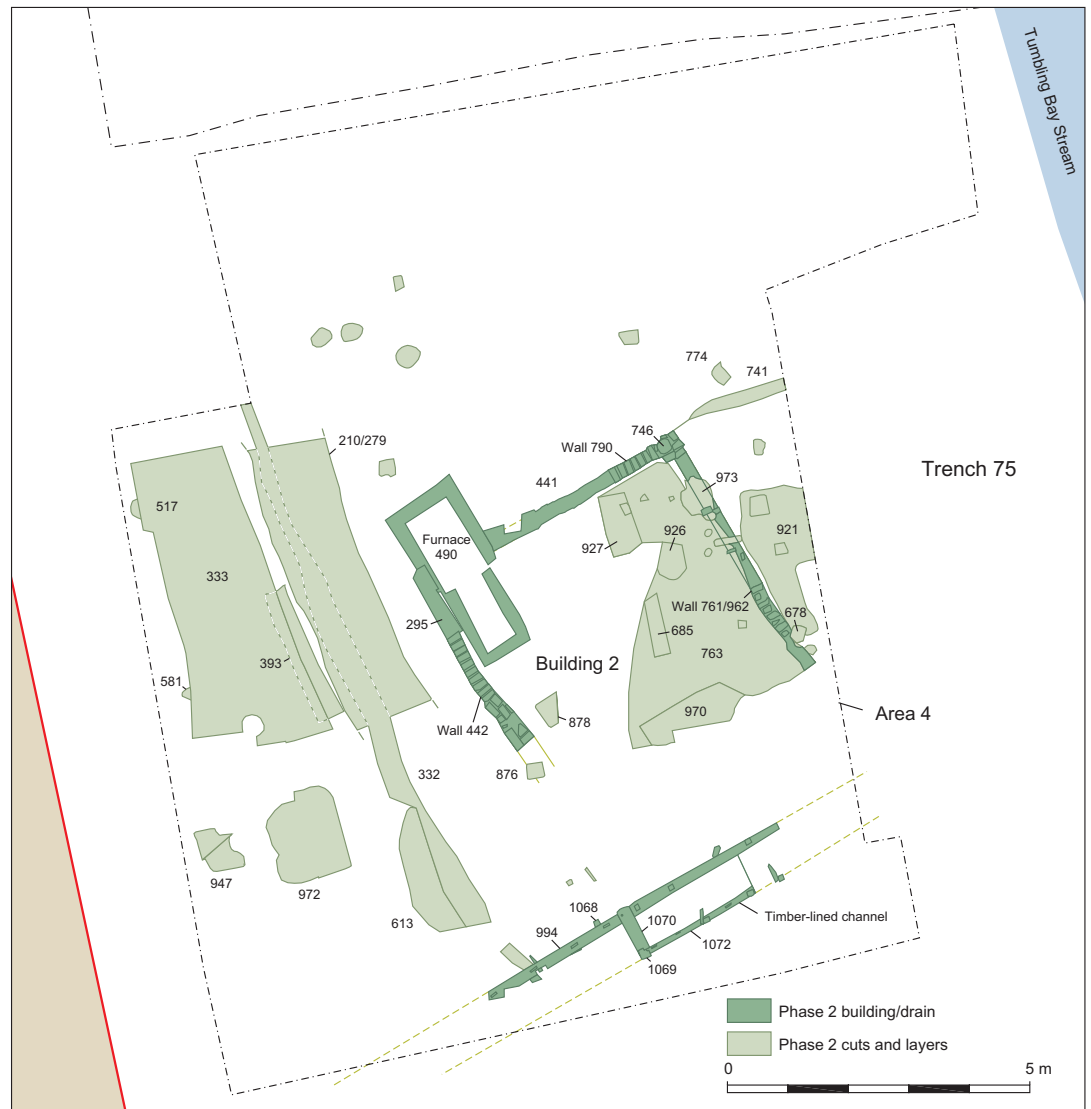 Tumbling Bay Stream
774
741
210/279
746
Wall 790
441
973
Trench 75
517
Furnace
490
926
921
927
333
Wall 761/962
295
678
685
393
Building 2
763
581
970
878
Area 4
Wall 442
332
876
947
972
1068
613
994
1070
Timber-lined channel
1072
1069
Phase 2 building/drain
Phase 2 cuts and layers
0
5 m